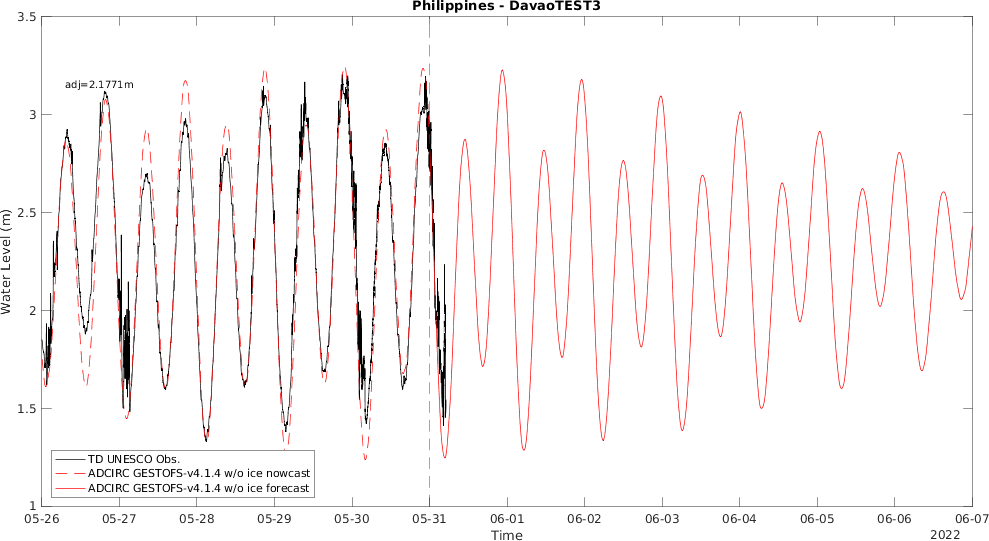 Philippines - DavaoTEST3
3.5
adj=2.1771m
3
2.5
Water Level (m)
2
1.5
1
TD UNESCO Obs.
ADCIRC GESTOFS-v4.1.4 w/o ice nowcast
ADCIRC GESTOFS-v4.1.4 w/o ice forecast
05-26 05-27 05-28 05-29 05-30 05-31 06-01 06-02 06-03 06-04 06-05 06-06 06-07
Time
2022